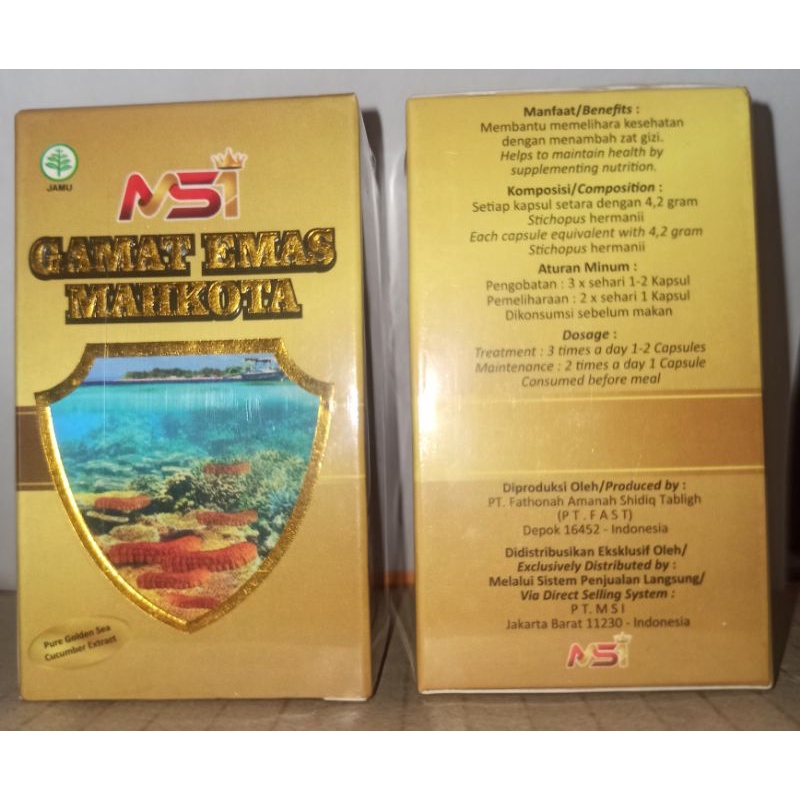 JAMU
MSI
GAMAT EMAS
MAHKOTA
Pure Golden Sea
Cucumber Extract
Manfaat/Benefits :
Membantu memelihara kesehatan
dengan menambah zat gizi.
Helps to maintain health by
supplementing nutrition.
Komposisi/Composition :
Setiap kapsul setara dengan 4,2 gram
Stichopus hermanii
Each capsule equivalent with 4,2 gram
Stichopus hermanii
Aturan Minum :
Pengobatan : 3 x sehari 1-2 Kapsul
Pemeliharaan : 2 x sehari 1 Kapsul
Dikonsumsi sebelum makan
Dosage :
Treatment : 3 times a day 1-2 Capsules
Maintenance : 2 times a day 1 Capsule
Consumed before meal
Diproduksi Oleh/Produced by :
PT. Fathonah Amanah Shidiq Tabligh
(P T . F A S T)
Depok 16452 - Indonesia
Didistribusikan Eksklusif Oleh/
Exclusively Distributed by :
Melalui Sistem Penjualan Langsung/
Via Direct Selling System :
P T. M S I
Jakarta Barat 11230 - Indonesia
MSI